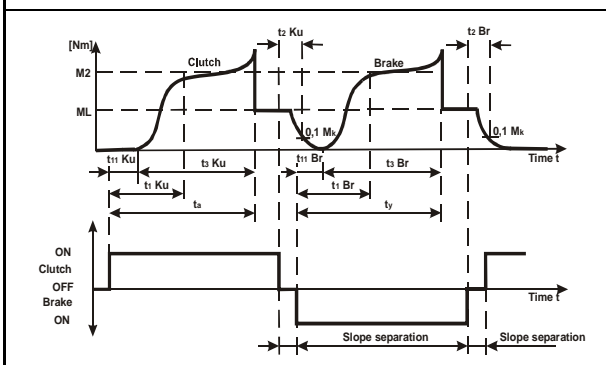 t2 Ku
t2 Br
[Nm]
Clutch
Brake
M2
ML
0,1 Mk
0,1 Mk
Time t
t11 Ku
t3 Ku
t11 Br
t3 Br
t1 Ku
t1 Br
ta
ty
ON
Clutch
OFF
Time t
Brake
ON
Slope separation
Slope separation